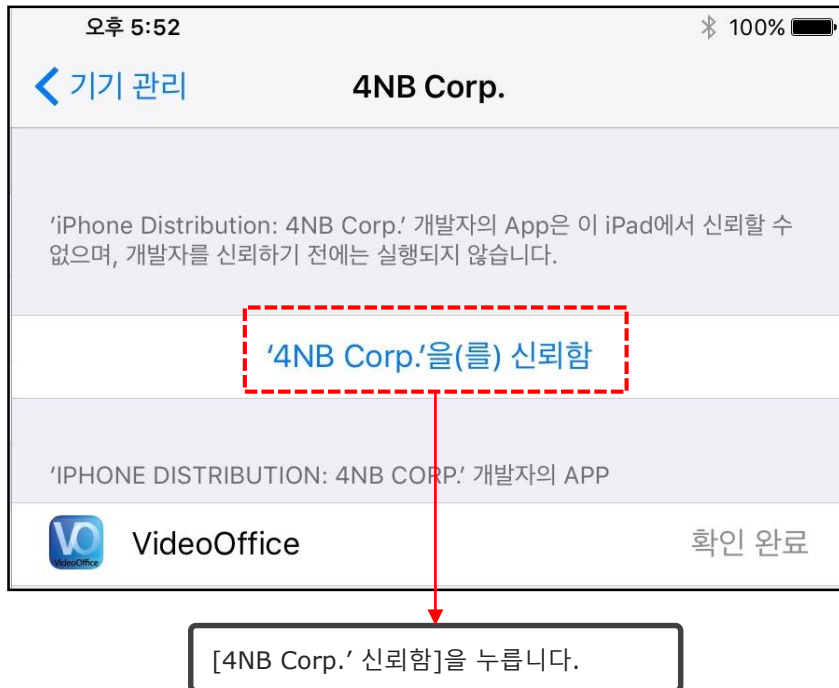 오후 5:52
100%
기기 관리
4NB Corp.
‘iPhone Distribution: 4NB Corp.’ 개발자의 App은 이 iPad에서 신뢰할 수
없으며, 개발자를 신뢰하기 전에는 실행되지 않습니다.
‘4NB Corp.’을(를) 신뢰함
‘IPHONE DISTRIBUTION: 4NB CORP.’ 개발자의 APP
VO
VideoOffice
VideoOffice
확인 완료
[4NB Corp.’ 신뢰함]을 누릅니다.